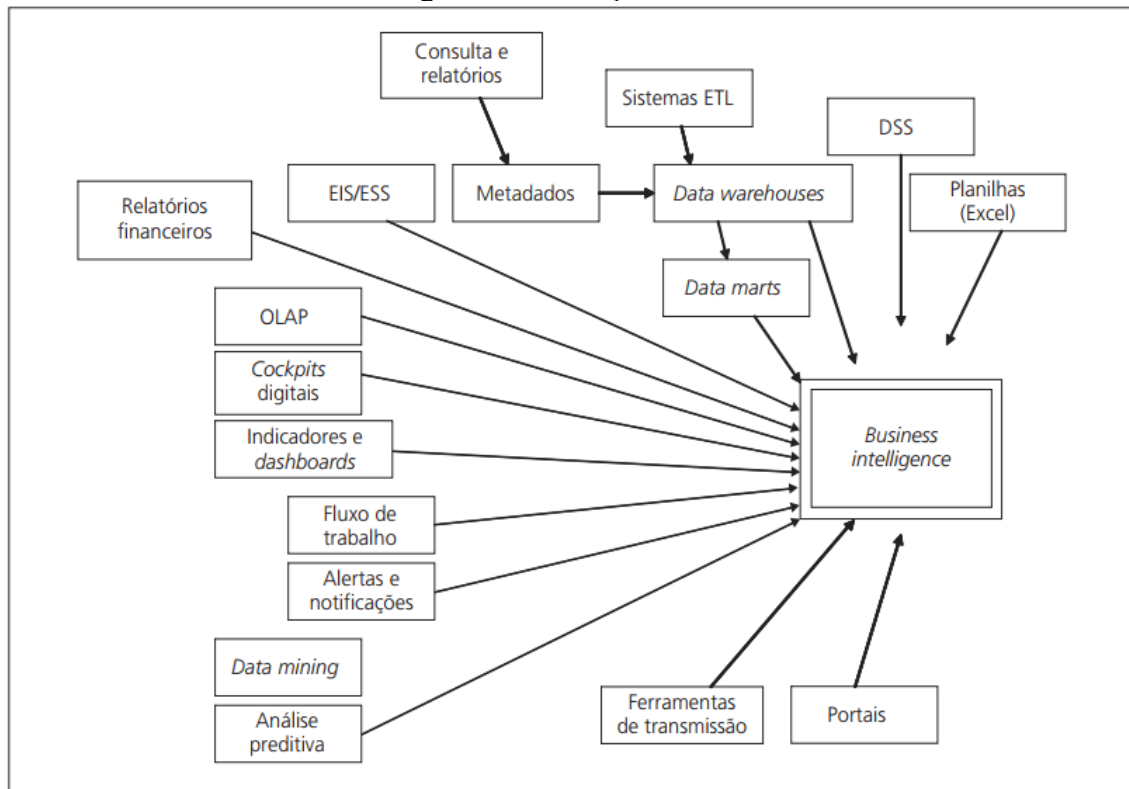 Consulta e
relatórios
Sistemas ETL
DSS
EIS/ESS
Metadados
Data warehouses
Planilhas
(Excel)
Relatórios
financeiros
Data marts
OLAP
Cockpits
digitais
Indicadores e
dashboards
Business
intelligence
Fluxo de
trabalho
Alertas e
notificações
Data mining
Análise
preditiva
Ferramentas
de transmissão
Portais